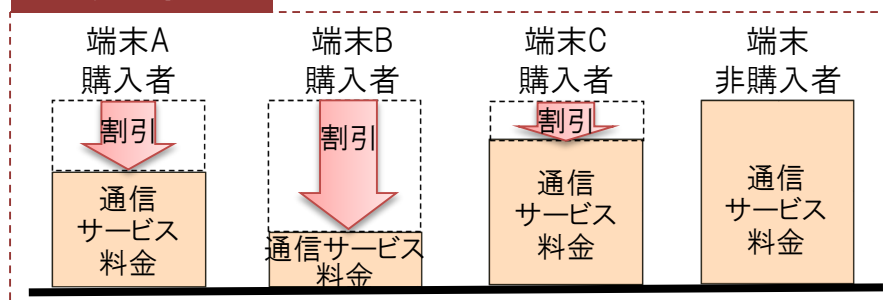 端末A
購入者
端末B
購入者
端末C
購入者
端末
非購入者
割引
割引
割引
通信
サービス
料金
通信サービス
料金
通信
サービス
料金
通信
サービス
料金